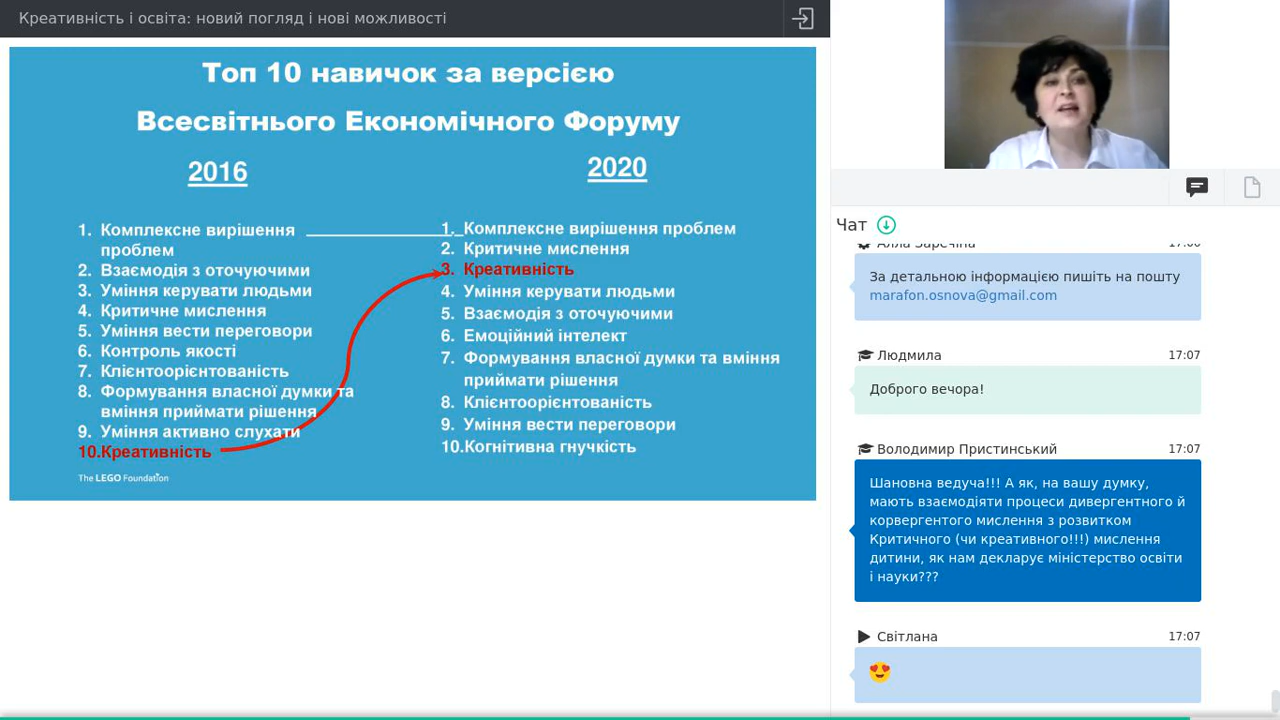 Креативність і освіта: новий погляд і нові можливості
Топ 10 навичок за версією
Всесвітнього Економічного Форуму
2016
1. Комплексне вирішення
проблем
2. Взаємодія з оточуючими
3. Уміння керувати людьми
4. Критичне мислення
5. Уміння вести переговори
6. Контроль якості
7. Клієнтоорієнтованість
8. Формування власної думки та
вміння приймати рішення
9. Уміння активно слухати
10.Креативність
The LEGO Foundation
2020
1. Комплексне вирішення проблем
2. Критичне мислення
3. Креативність
4. Уміння керувати людьми
5. Взаємодія з оточуючими
6. Емоційний інтелект
7. Формування власної думки та вміння
приймати рішення
8. Клієнтоорієнтованість
9. Уміння вести переговори
10.Когнітивна гнучкість
Чат
Алла Заречіна
За детальною інформацією пишіть на пошту
marafon.osnova@gmail.com
Людмила 17:07
Доброго вечора!
Володимир Пристинський 17:07
Шановна ведуча!!! А як, на вашу думку,
мають взаємодіяти процеси дивергентного й
корвергентого мислення з розвитком
Критичного (чи креативного!!!) мислення
дитини, як нам декларує міністерство освіти
і науки???
Світлана 17:07